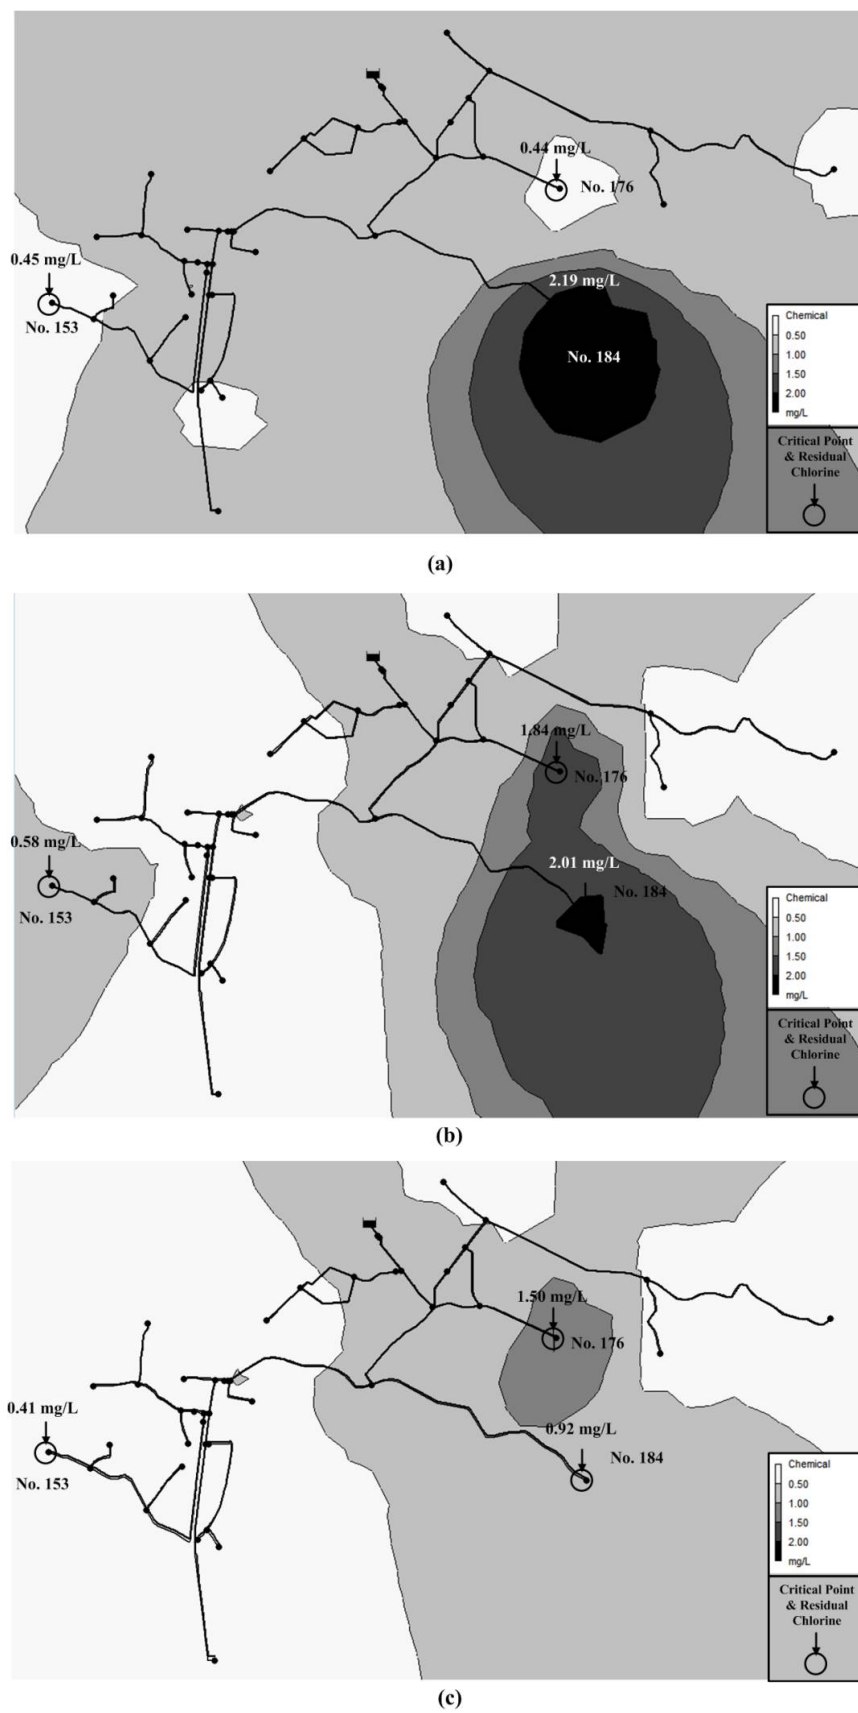 0.44 mg/L
No. 176
0.45 mg/L
No. 153
2.19 mg/L
No. 184
Chemical
0.50
1.00
1.50
2.00
mg/L
Critical Point
& Residual
Chlorine
(a)
1.84 mg/L
No. 176
0.58 mg/L
No. 153
2.01 mg/L
No. 184
Chemical
0.50
1.00
1.50
2.00
mg/L
Critical Point
& Residual
Chlorine
(b)
1.50 mg/L
No. 176
0.41 mg/L
No. 153
0.92 mg/L
No. 184
Chemical
0.50
1.00
1.50
2.00
mg/L
Critical Point
& Residual
Chlorine
(c)